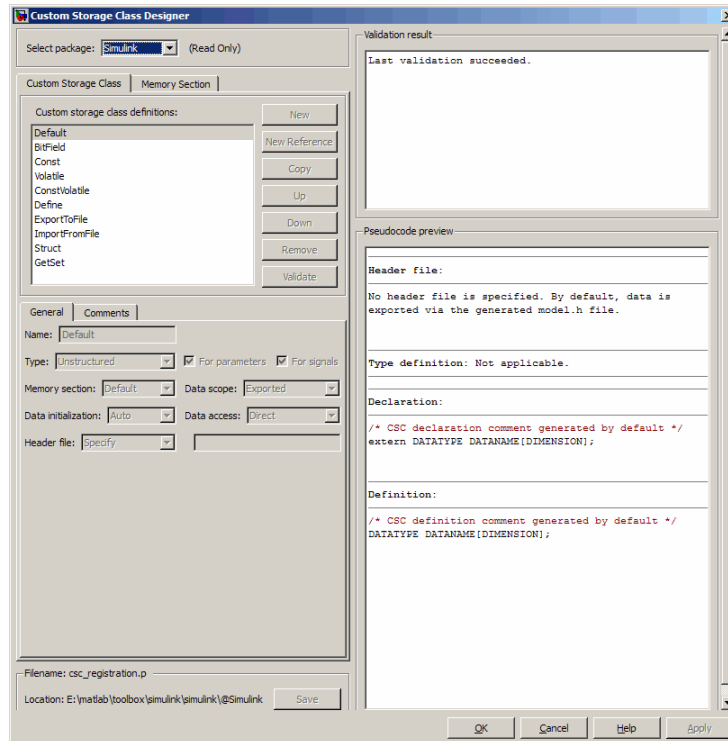 Custom Storage Class Designer
Select package: Simulink (Read Only)
Custom Storage Class Memory Section
Custom storage class definitions:
Default
BitField
Const
Volatile
ConstVolatile
Define
ExportToFile
ImportFromFile
Struct
GetSet
New
New Reference
Copy
Up
Down
Remove
Validate
General Comments
Name: Default
Type: Unstructured For parameters For signals
Memory section: Default Data scope: Exported
Data initialization: Auto Data access: Direct
Header file: Specify
Filename: csc_registration.p
Location: E:\matlab\toolbox\simulink\simulink\@Simulink Save
Validation result
Last validation succeeded.
Pseudocode preview
Header file:
No header file is specified. By default, data is
exported via the generated model.h file.
Type definition: Not applicable.
Declaration:
/* CSC declaration comment generated by default */
extern DATATYPE DATANAME[DIMENSION];
Definition:
/* CSC definition comment generated by default */
DATATYPE DATANAME[DIMENSION];
OK Cancel Help Apply